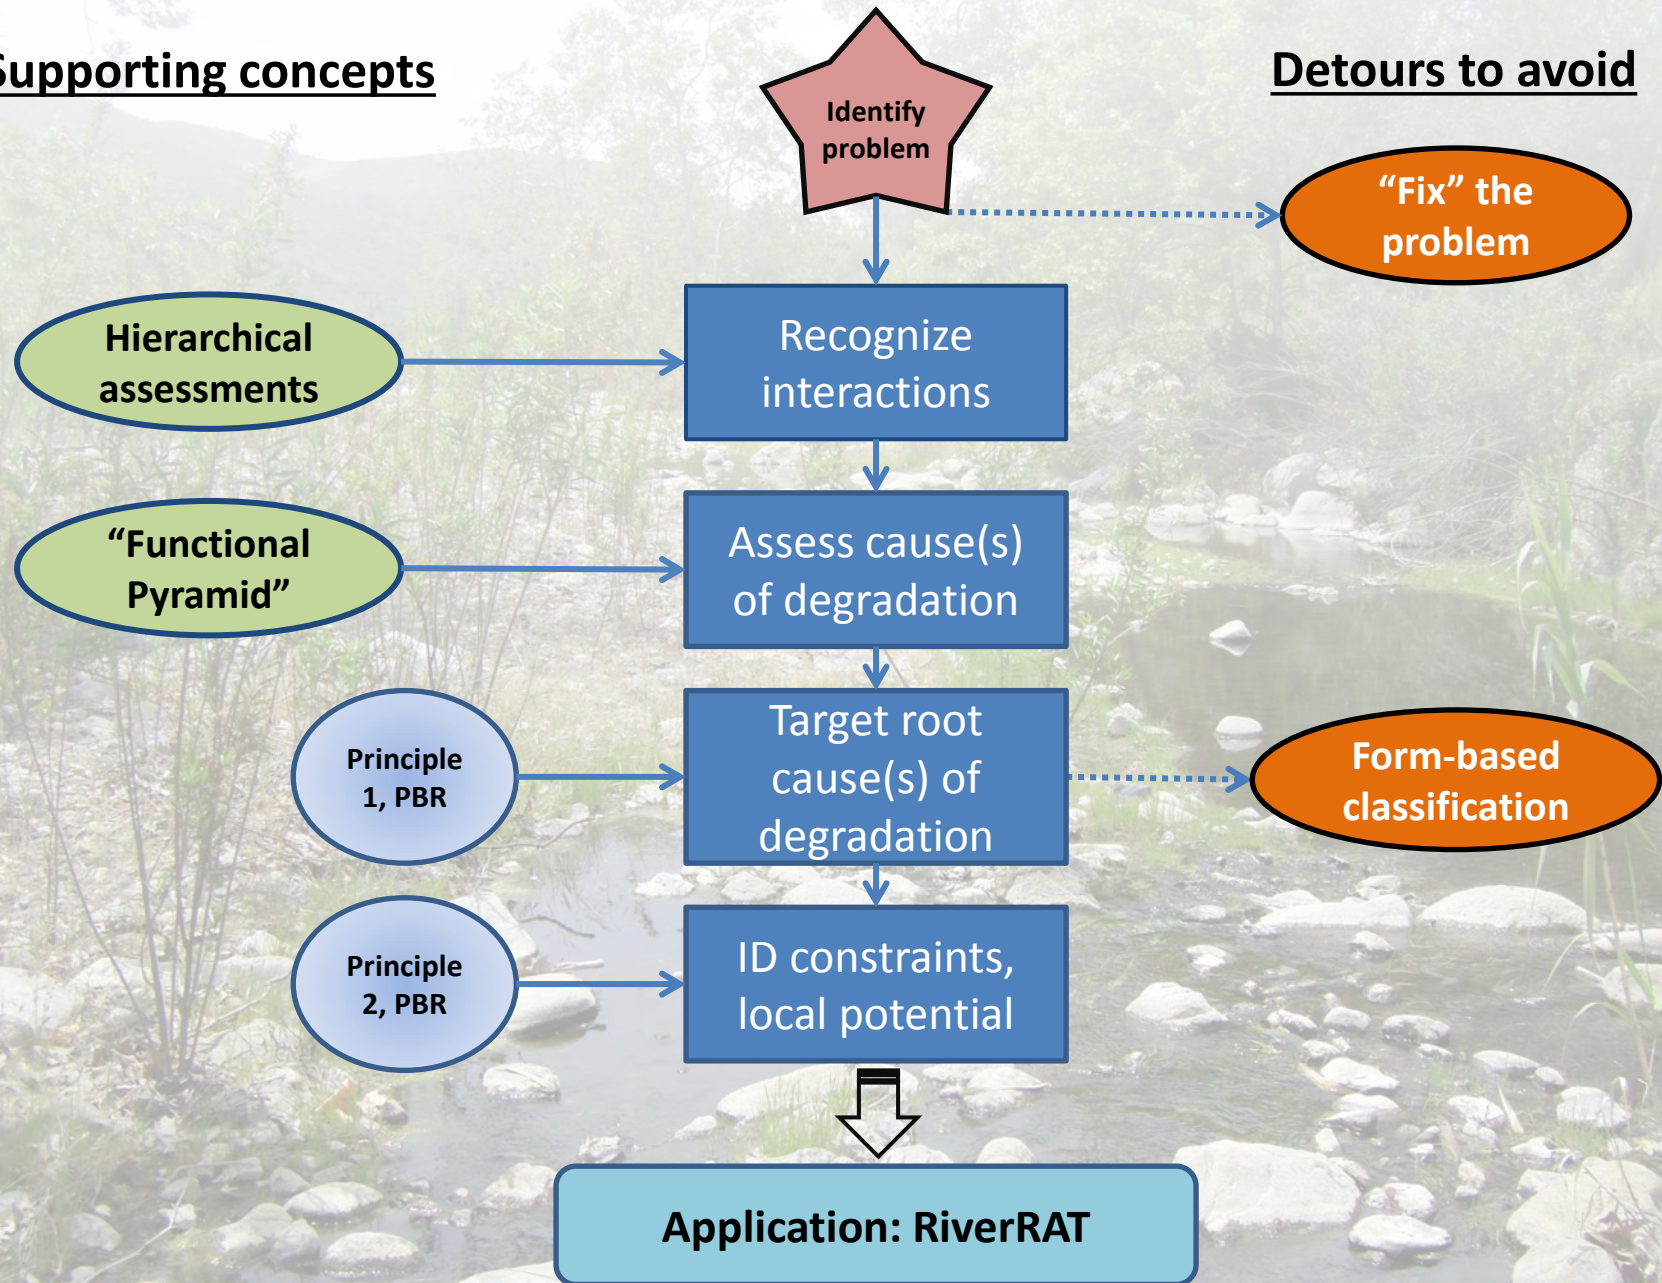 Supporting concepts
Detours to avoid
Identify
problem
“Fix” the
problem
Hierarchical
assessments
Recognize
interactions
“Functional
Pyramid”
Assess cause(s)
of degradation
Principle
1, PBR
Target root
cause(s) of
degradation
Form-based
classification
Principle
2, PBR
ID constraints,
local potential
Application: RiverRAT